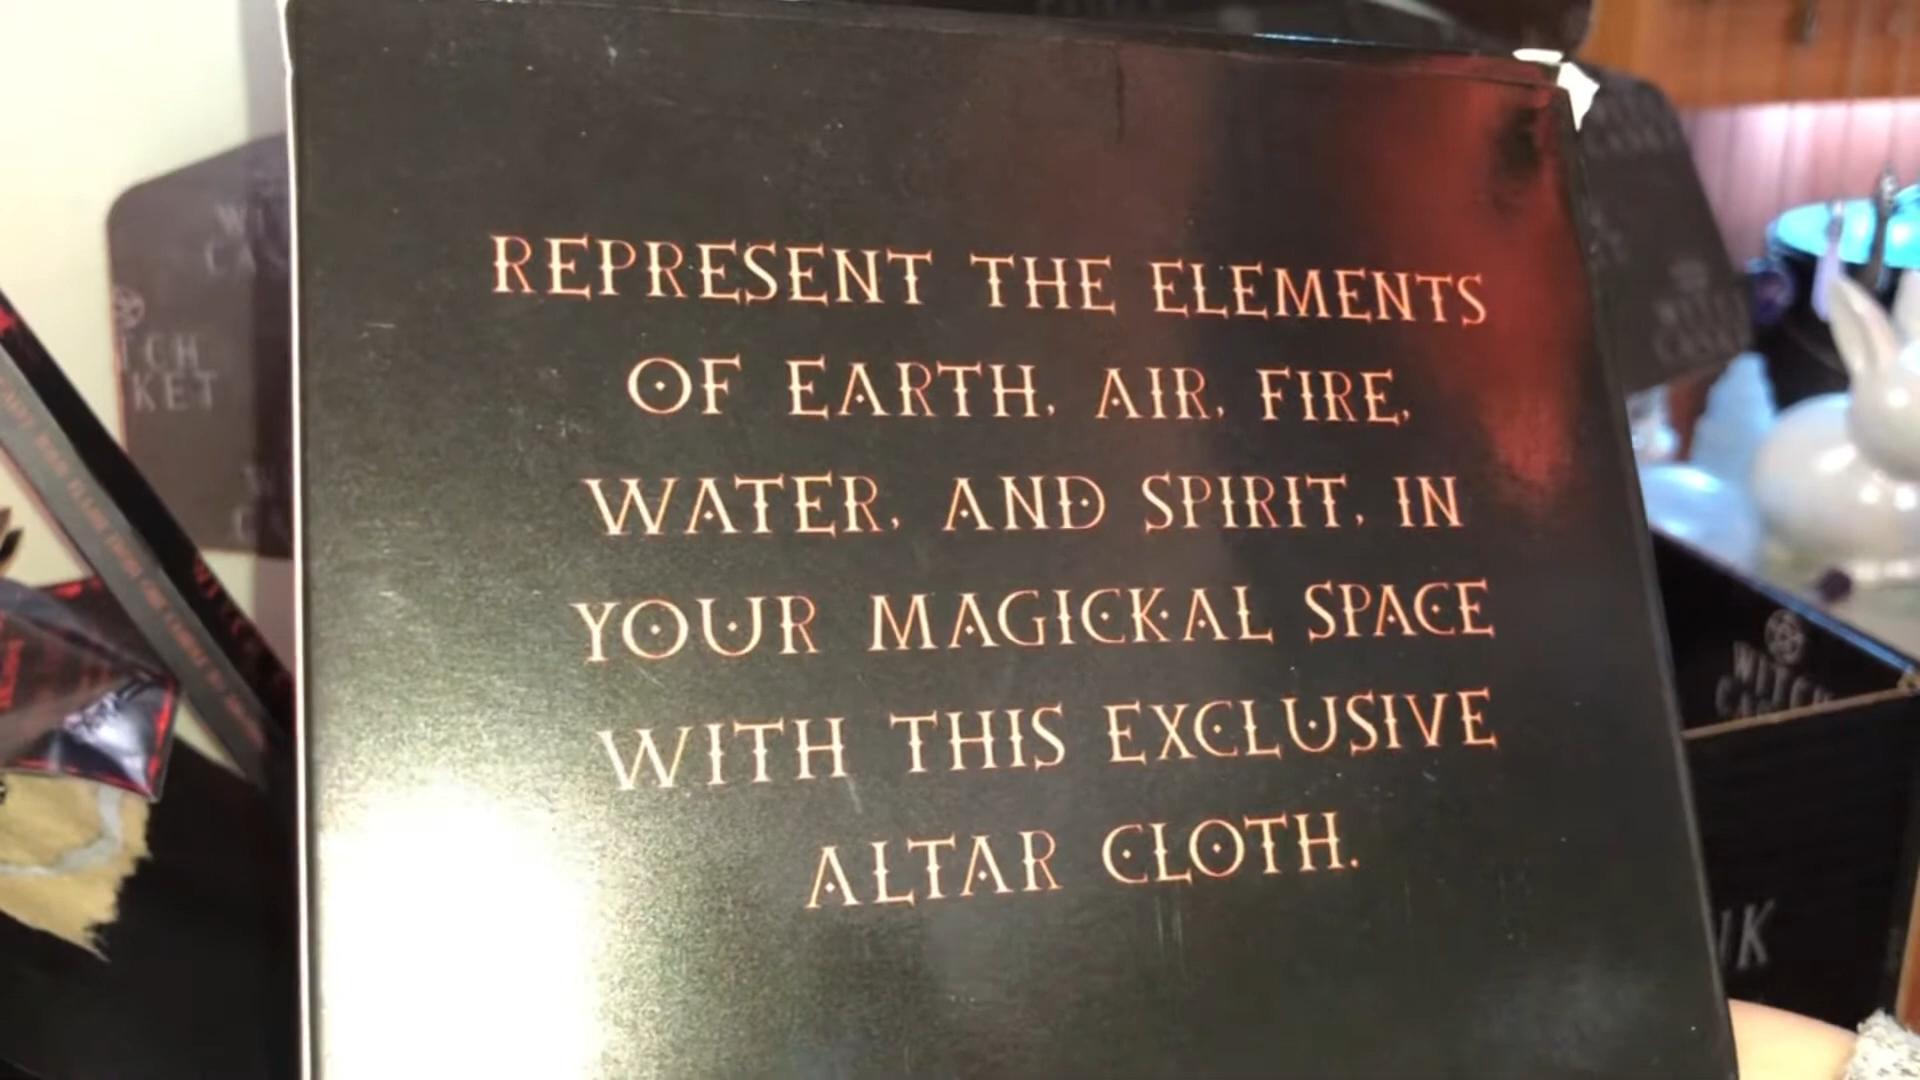 REPRESENT THE ELEMENTS
OF EARTH, AIR, FIRE,
WATER, AND SPIRIT, IN
YOUR MAGICKAL SPACE
WITH THIS EXCLUSIVE
ALTAR CLOTH.
WITCH